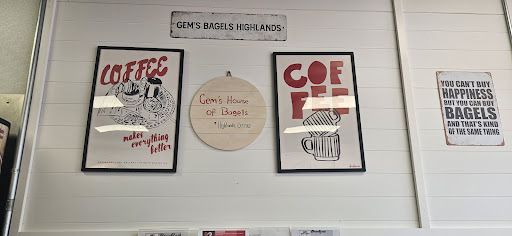 GEM'S BAGELS HIGHLANDS
COFFEE
makes
everything
better
Gem's House
of Bagels
COF
FEE
YOU CAN'T BUY
HAPPINESS
BUT YOU CAN BUY
BAGELS
AND THAT'S KIND
OF THE SAME THING